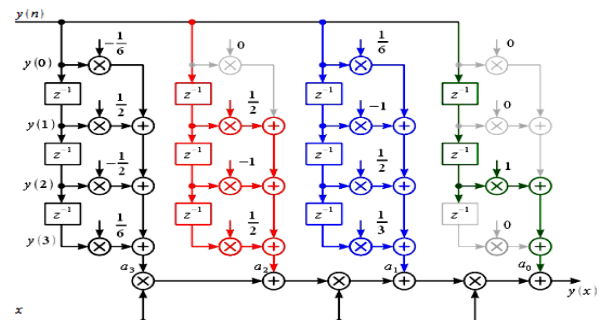 y(n)
-1/6 0 1/6 0
y(0)
z⁻¹ z⁻¹ z⁻¹ z⁻¹
1/2 1/2 -1 0
y(1)
z⁻¹ z⁻¹ z⁻¹ z⁻¹
-1/2 -1 1/2 1
y(2)
z⁻¹ z⁻¹ z⁻¹ z⁻¹
1/6 1/2 1/3 0
y(3)
a₃ a₂ a₁ a₀
y(x)
x